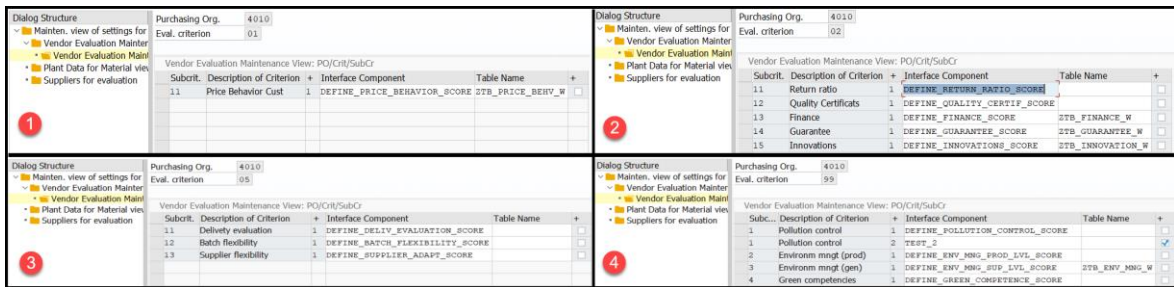 Dialog Structure
Mainten. view of settings for
Vendor Evaluation Mainter
Vendor Evaluation Maint
Plant Data for Material viev
Suppliers for evaluation
1
Purchasing Org. 4010
Eval. criterion 01
Vendor Evaluation Maintenance View: PO/Crit/SubCr
Subcrit. Description of Criterion + Interface Component Table Name +
11 Price Behavior Cust 1 DEFINE_PRICE_BEHAVIOR_SCORE ZTB_PRICE_BEHV_W
Dialog Structure
Mainten. view of settings for
Vendor Evaluation Mainter
Vendor Evaluation Maint
Plant Data for Material viev
Suppliers for evaluation
2
Purchasing Org. 4010
Eval. criterion 02
Vendor Evaluation Maintenance View: PO/Crit/SubCr
Subcrit. Description of Criterion + Interface Component Table Name +
11 Return ratio 1 DEFINE_RETURN_RATIO_SCORE
12 Quality Certificats 1 DEFINE_QUALITY_CERTIF_SCORE
13 Finance 1 DEFINE_FINANCE_SCORE ZTB_FINANCE_W
14 Guarantee 1 DEFINE_GUARANTEE_SCORE ZTB_GUARANTEE_W
15 Innovations 1 DEFINE_INNOVATIONS_SCORE ZTB_INNOVATION_W
Dialog Structure
Mainten. view of settings for
Vendor Evaluation Mainter
Vendor Evaluation Maint
Plant Data for Material viev
Suppliers for evaluation
3
Purchasing Org. 4010
Eval. criterion 05
Vendor Evaluation Maintenance View: PO/Crit/SubCr
Subcrit. Description of Criterion + Interface Component Table Name +
11 Delivety evaluation 1 DEFINE_DELIV_EVALUATION_SCORE
12 Batch flexibility 1 DEFINE_BATCH_FLEXIBILITY_SCORE
13 Supplier flexibility 1 DEFINE_SUPPLIER_ADAPT_SCORE
Dialog Structure
Mainten. view of settings for
Vendor Evaluation Mainter
Vendor Evaluation Maint
Plant Data for Material viev
Suppliers for evaluation
4
Purchasing Org. 4010
Eval. criterion 99
Vendor Evaluation Maintenance View: PO/Crit/SubCr
Subc... Description of Criterion + Interface Component Table Name +
1 Pollution control 1 DEFINE_POLLUTION_CONTROL_SCORE
1 Pollution control 2 TEST_2
2 Environm mngt (prod) 1 DEFINE_ENV_MNG_PROD_LVL_SCORE
3 Environm mngt (gen) 1 DEFINE_ENV_MNG_SUP_LVL_SCORE ZTB_ENV_MNG_W
4 Green competencies 1 DEFINE_GREEN_COMPETENCE_SCORE